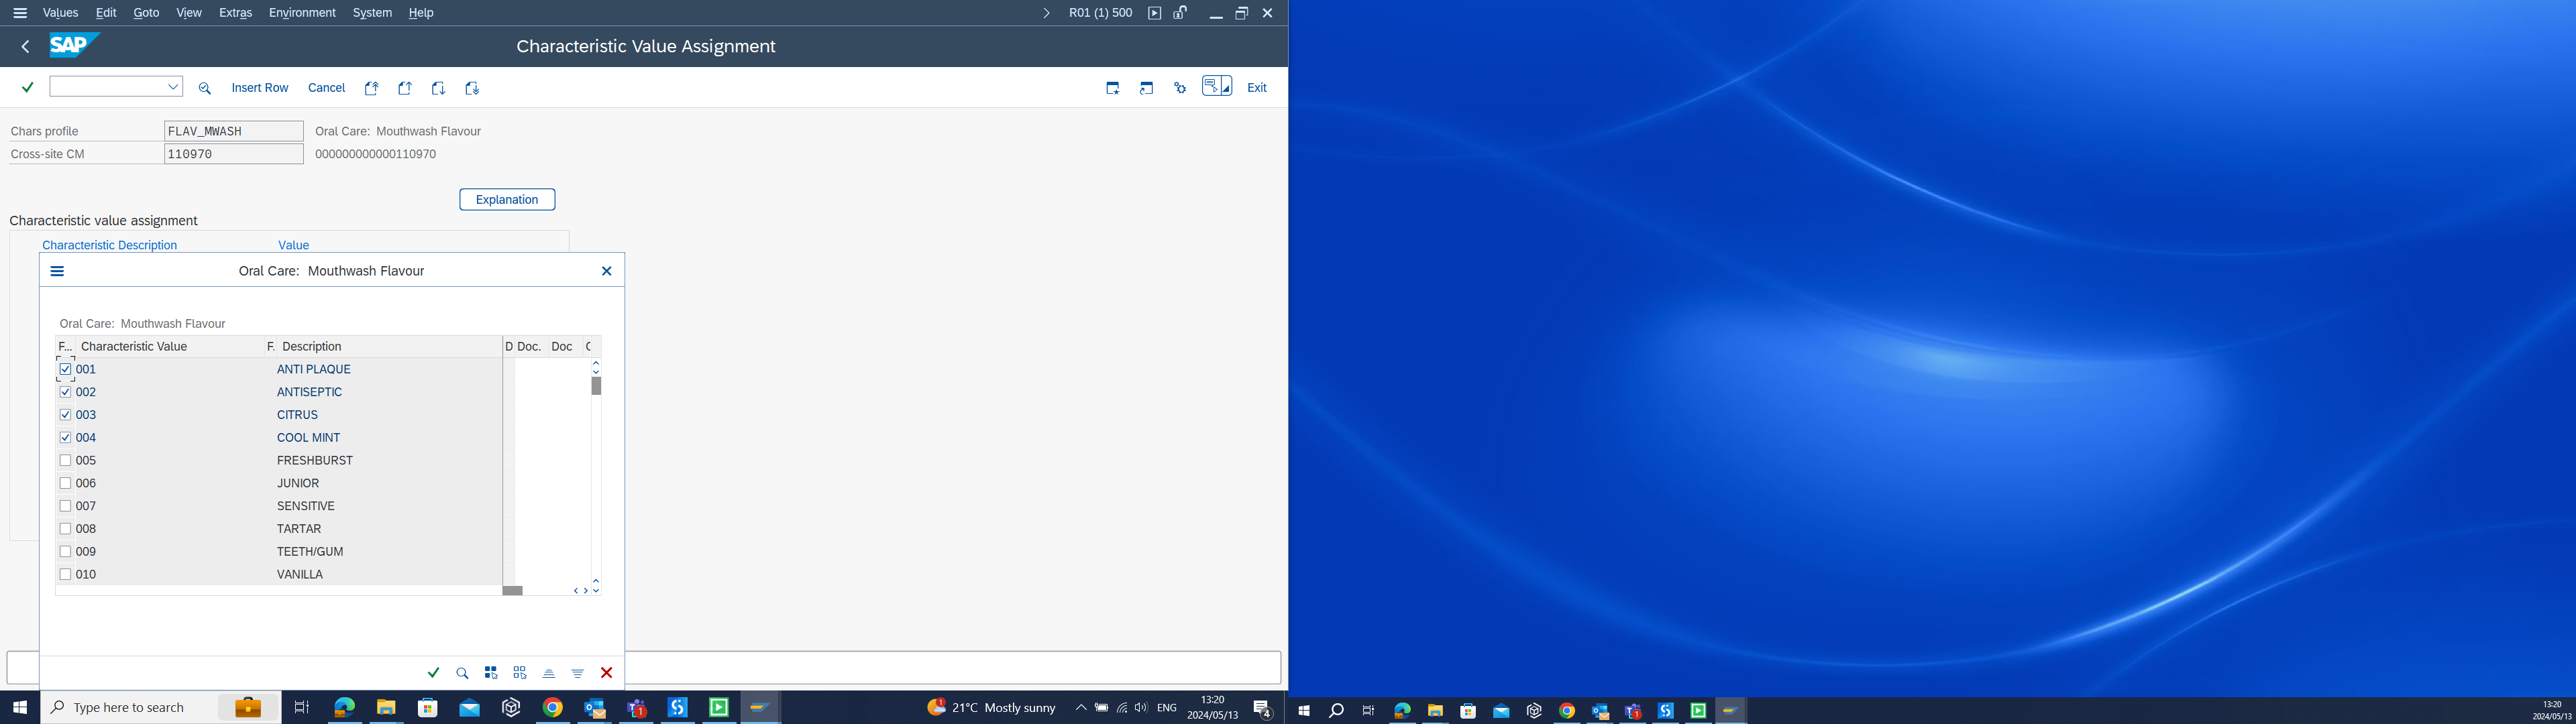 Values Edit Goto View Extras Environment System Help R01 (1) 500
SAP Characteristic Value Assignment
Insert Row Cancel Exit
Chars profile FLAV_MWASH Oral Care: Mouthwash Flavour
Cross-site CM 110970 000000000000110970
Explanation
Characteristic value assignment
Characteristic Description Value
Oral Care: Mouthwash Flavour
Oral Care: Mouthwash Flavour
F... Characteristic Value F. Description D Doc. Doc
001 ANTI PLAQUE
002 ANTISEPTIC
003 CITRUS
004 COOL MINT
005 FRESHBURST
006 JUNIOR
007 SENSITIVE
008 TARTAR
009 TEETH/GUM
010 VANILLA
Type here to search 1 1 21°C Mostly sunny ENG 13:20 4
2024/05/13
1 13:20
2024/05/13